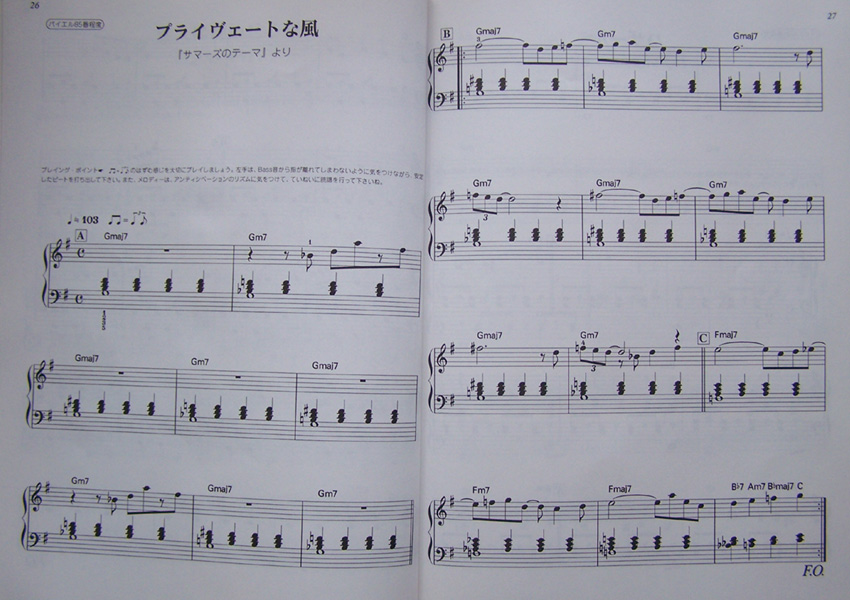 26
バイエル85番程度
プライヴェートな風
『サマーズのテーマ』より
プレイング・ポイント☛ ♫=♩♪のはずむ感じを大切にプレイしましょう。左手は、Bass音から指が離れてしまわないように気をつけながら、安定
したビートを打ち出して下さい。また、メロディーは、アンティシペーションのリズムに気をつけて、ていねいに読譜を行って下さいね。
♩= 103 ♫=♩♪
A Gmaj7 Gm7
Gmaj7 Gm7 Gmaj7
Gm7 Gmaj7 Gm7
27
B Gmaj7 Gm7 Gmaj7
Gm7 Gmaj7 Gm7
3
Gmaj7 Gm7 C Fmaj7
3
Fm7 Fmaj7 B♭7 Am7 B♭maj7 C
F.O.